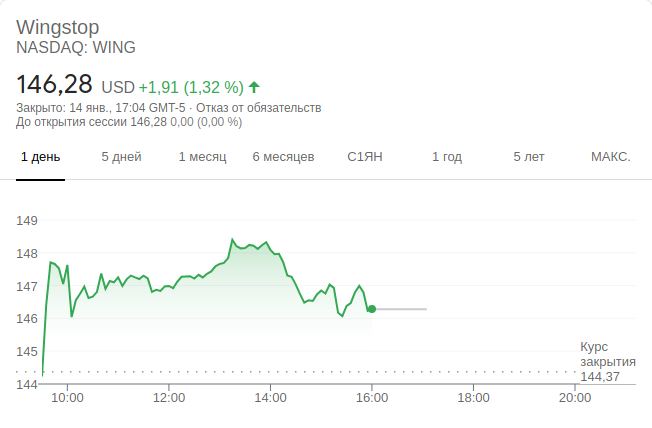 Wingstop
NASDAQ: WING
146,28 USD +1,91 (1,32 %)
Закрыто: 14 янв., 17:04 GMT-5 · Отказ от обязательств
До открытия сессии 146,28 0,00 (0,00 %)
1 день 5 дней 1 месяц 6 месяцев С1ЯН 1 год 5 лет МАКС.
149
148
147
146
145
144
Курс
закрытия
144,37
10:00 12:00 14:00 16:00 18:00 20:00